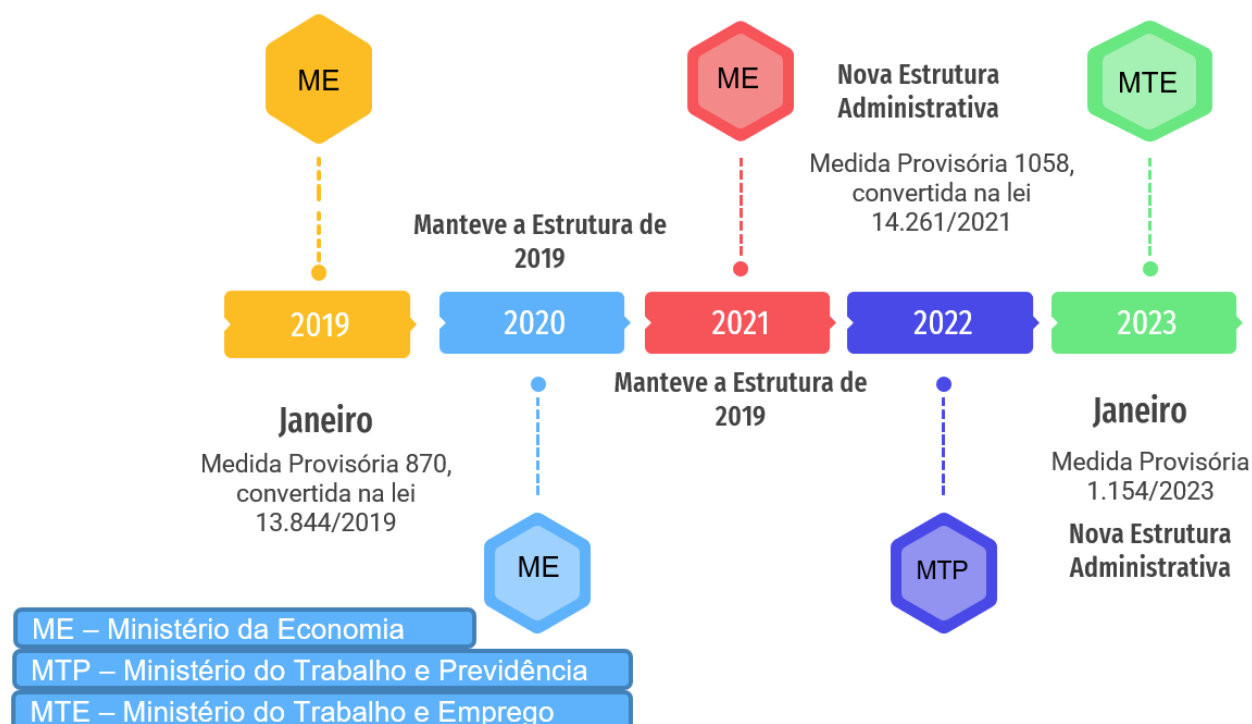 ME
ME
Nova Estrutura
Administrativa
MTE
Medida Provisória 1058,
convertida na lei
14.261/2021
Manteve a Estrutura de
2019
2019
2020
2021
2022
2023
Janeiro
Medida Provisória 870,
convertida na lei
13.844/2019
Manteve a Estrutura de
2019
Janeiro
Medida Provisória
1.154/2023
Nova Estrutura
Administrativa
ME
MTP
ME – Ministério da Economia
MTP – Ministério do Trabalho e Previdência
MTE – Ministério do Trabalho e Emprego